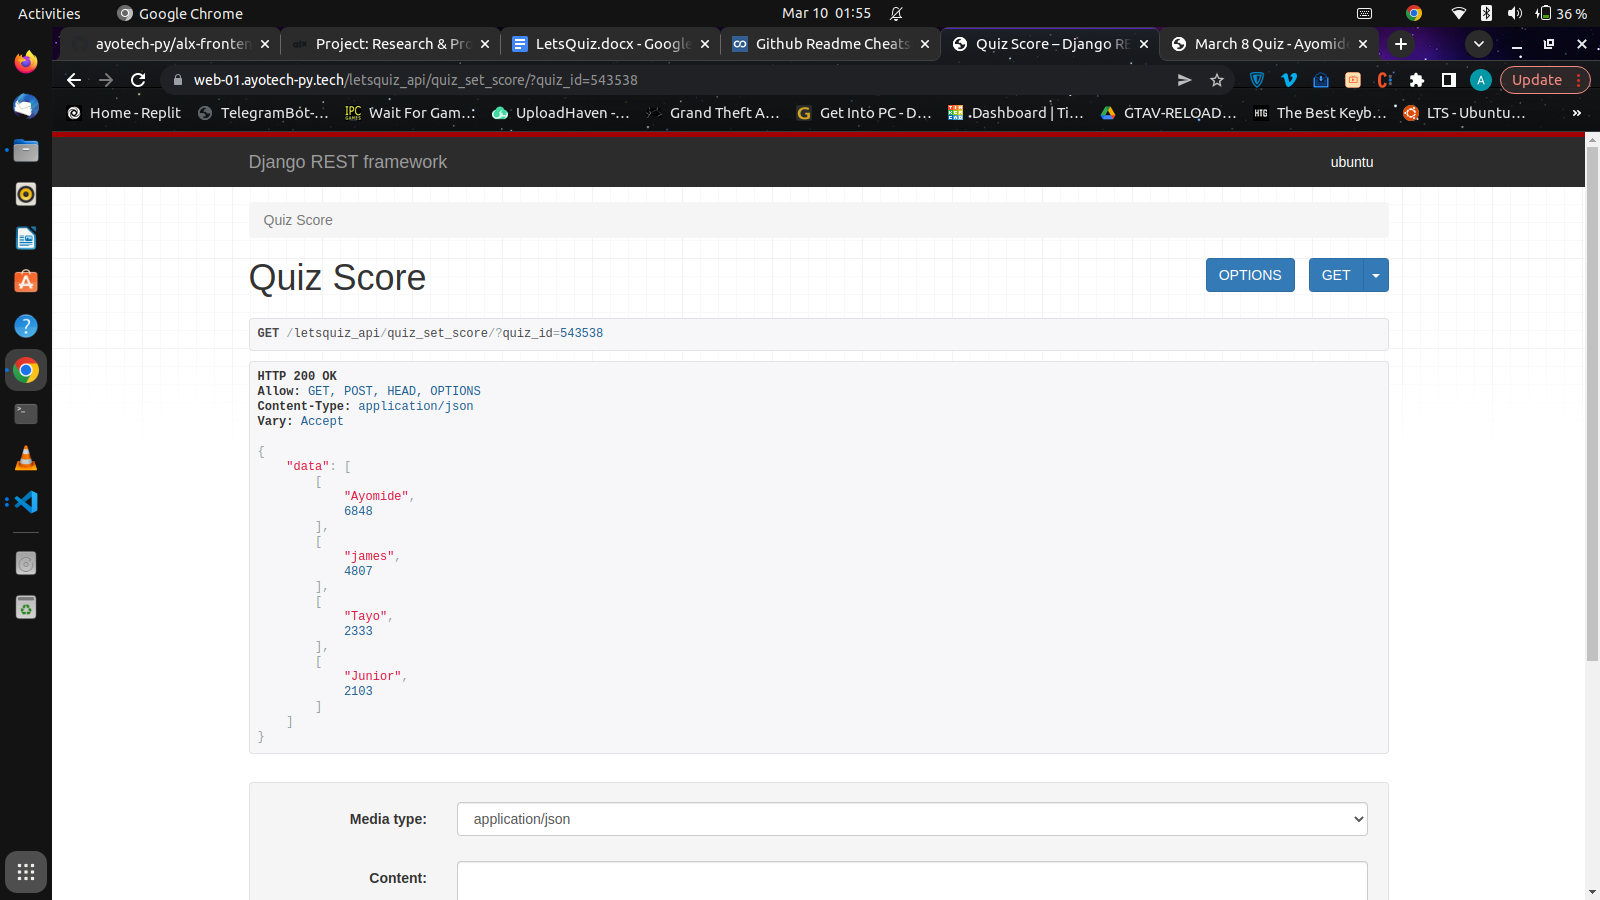 Activities
Google Chrome
Mar 10 01:55
36 %
ayotech-py/alx-fronten
Project: Research & Pro
LetsQuiz.docx - Google
Github Readme Cheats
Quiz Score – Django RE
March 8 Quiz - Ayomide
web-01.ayotech-py.tech/letsquiz_api/quiz_set_score/?quiz_id=543538
A
Update
Home - Replit
TelegramBot-...
IPC GAMES
Wait For Gam...
UploadHaven -...
Grand Theft A...
G
Get Into PC - D...
.Dashboard | Ti...
GTAV-RELOAD...
HTG
The Best Keyb...
LTS - Ubuntu...
»
Django REST framework
ubuntu
Quiz Score
Quiz Score
OPTIONS
GET
GET /letsquiz_api/quiz_set_score/?quiz_id=543538
HTTP 200 OK
Allow: GET, POST, HEAD, OPTIONS
Content-Type: application/json
Vary: Accept
{
"data": [
[
"Ayomide",
6848
],
[
"james",
4807
],
[
"Tayo",
2333
],
[
"Junior",
2103
]
]
}
Media type:
application/json
Content: